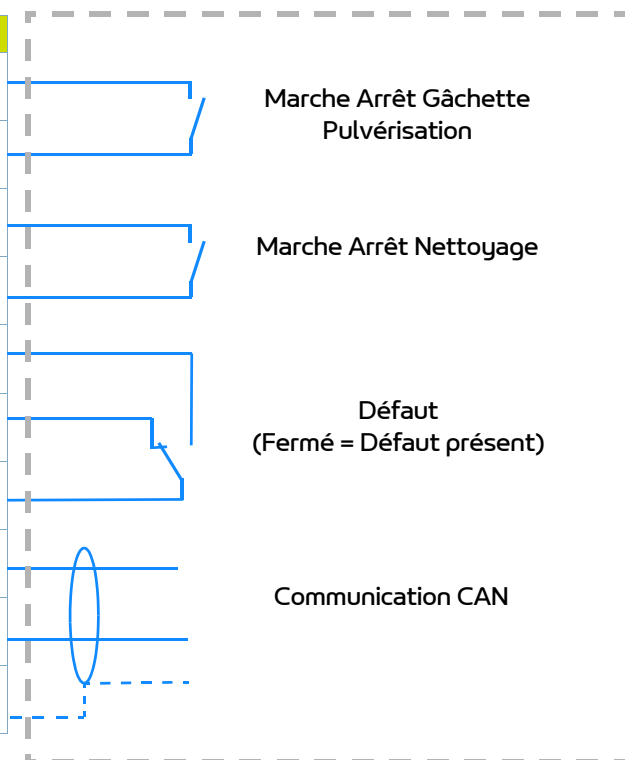 Marche Arrêt Gâchette
Pulvérisation
Marche Arrêt Nettoyage
Défaut
(Fermé = Défaut présent)
Communication CAN